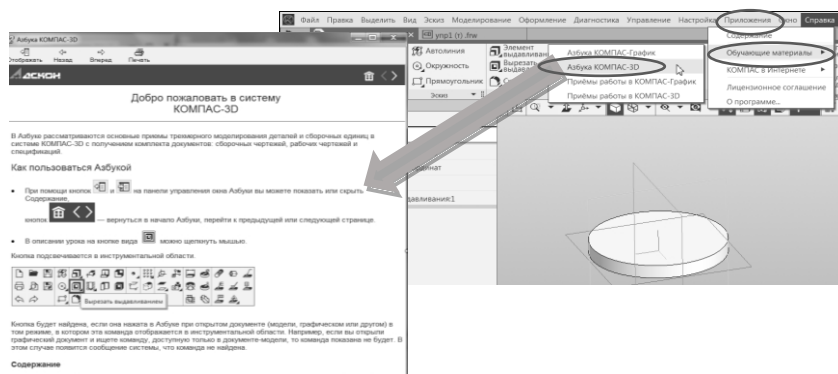 Файл Правка Выделить Вид Эскиз Моделирование Оформление Диагностика Управление Настройка Приложения Окно Справка
упр1 (т) .frw
Содержание
Обучающие материалы
КОМПАС в Интернете
Лицензионное соглашение
О программе...
Азбука КОМПАС-График
Азбука КОМПАС-3D
Приёмы работы в КОМПАС-График
Приёмы работы в КОМПАС-3D
Автолиния
Окружность
Прямоугольник
Эскиз
Элемент выдавливан
Вырезать выдавливан
ординат
давливания:1
Азбука КОМПАС-3D
Отобразить Назад Вперед Печать
АСКОН
Добро пожаловать в систему
КОМПАС-3D
В Азбуке рассматриваются основные приемы трехмерного моделирования деталей и сборочных единиц в
системе КОМПАС-3D с получением комплекта документов: сборочных чертежей, рабочих чертежей и
спецификаций.
Как пользоваться Азбукой
• При помощи кнопок и на панели управления окна Азбуки вы можете показать или скрыть
Содержание,
кнопок — вернуться в начало Азбуки, перейти к предыдущей или следующей странице.
• В описании урока на кнопке вида можно щелкнуть мышью.
Кнопка подсвечивается в инструментальной области.
Вырезать выдавливанием
Кнопка будет найдена, если она нажата в Азбуке при открытом документе (модели, графическом или другом) в
том режиме, в котором эта команда отображается в инструментальной области. Например, если вы открыли
графический документ и ищете команду, доступную только в документе-модели, то команда показана не будет. В
этом случае появится сообщение системы, что команда не найдена.
Содержание